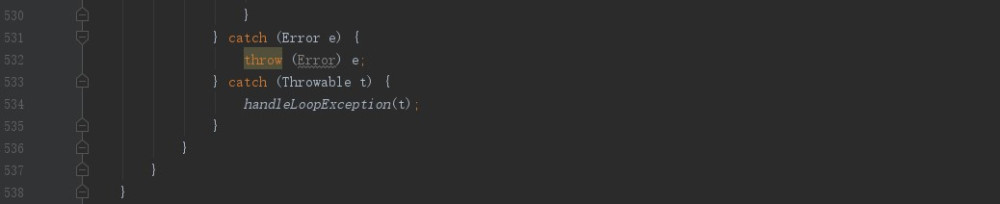 530 }
531 } catch (Error e) {
532 throw (Error) e;
533 } catch (Throwable t) {
534 handleLoopException(t);
535 }
536 }
537 }
538 }